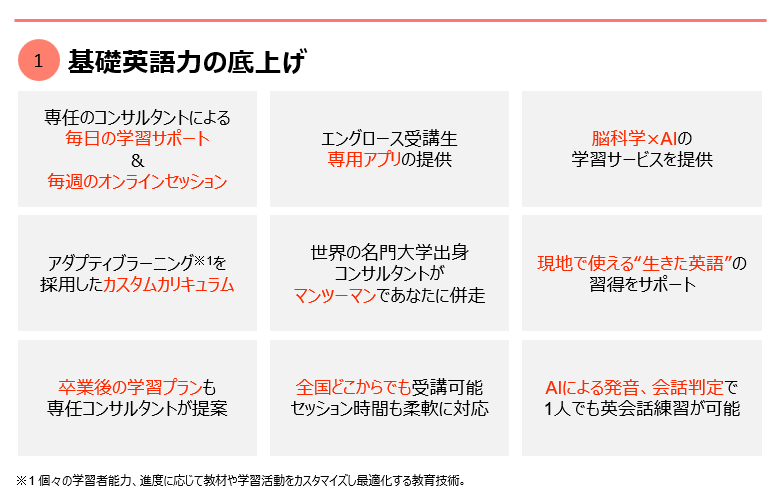 1 基礎英語力の底上げ
専任のコンサルタントによる
毎日の学習サポート
&
毎週のオンラインセッション
エングロース受講生
専用アプリの提供
脳科学×AIの
学習サービスを提供
アダプティブラーニング※1を
採用したカスタムカリキュラム
世界の名門大学出身
コンサルタントが
マンツーマンであなたに併走
現地で使える“生きた英語”の
習得をサポート
卒業後の学習プランも
専任コンサルタントが提案
全国どこからでも受講可能
セッション時間も柔軟に対応
AIによる発音、会話判定で
1人でも英会話練習が可能
※1 個々の学習者能力、進度に応じて教材や学習活動をカスタマイズし最適化する教育技術。